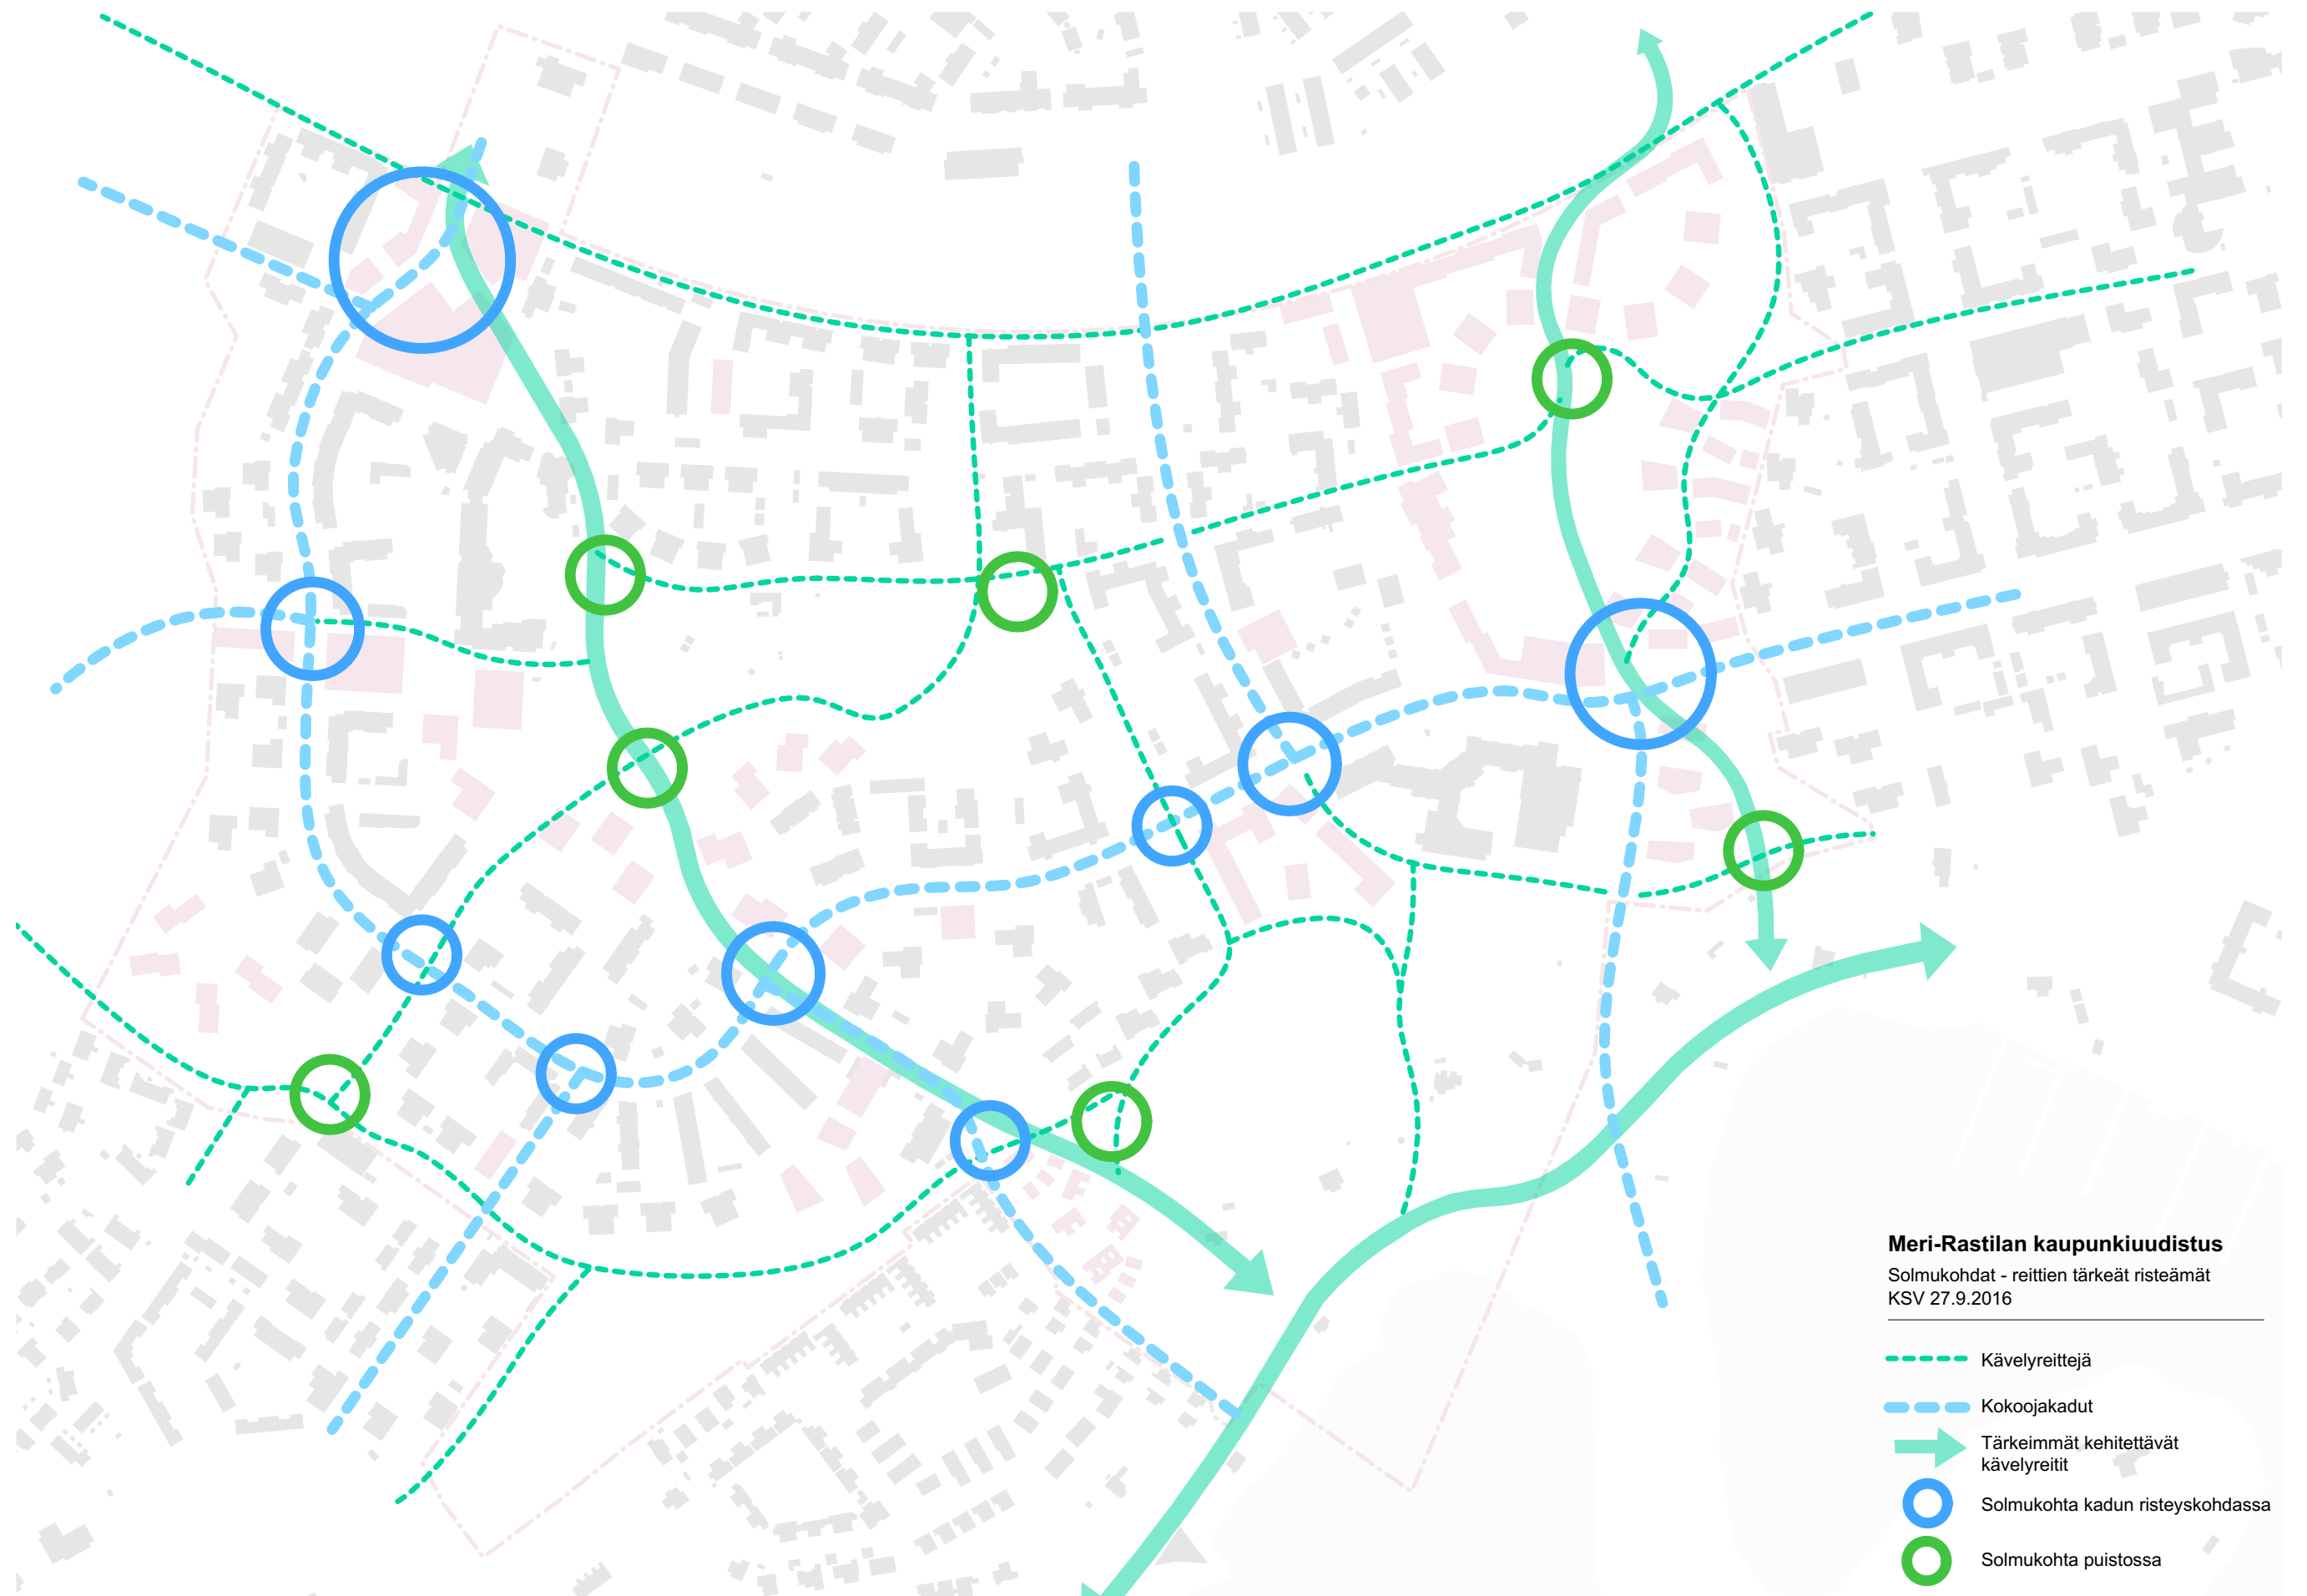 Meri-Rastilan kaupunkiuudistus
Solmukohdat - reittien tärkeät risteämät
KSV 27.9.2016
Kävelyreittejä
Kokoojakadut
Tärkeimmät kehitettävät
kävelyreitit
Solmukohta kadun risteyskohdassa
Solmukohta puistossa